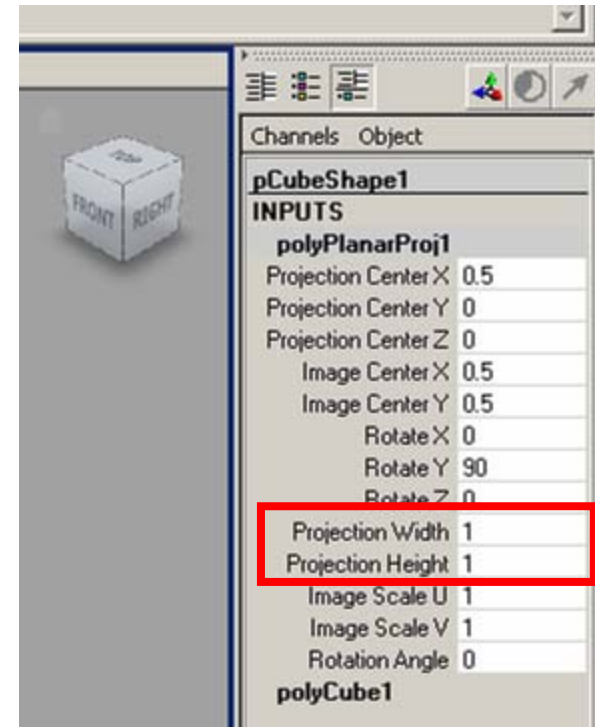 TOP
FRONT RIGHT
Channels Object
pCubeShape1
INPUTS
polyPlanarProj1
Projection Center X 0.5
Projection Center Y 0
Projection Center Z 0
Image Center X 0.5
Image Center Y 0.5
Rotate X 0
Rotate Y 90
Rotate Z 0
Projection Width 1
Projection Height 1
Image Scale U 1
Image Scale V 1
Rotation Angle 0
polyCube1